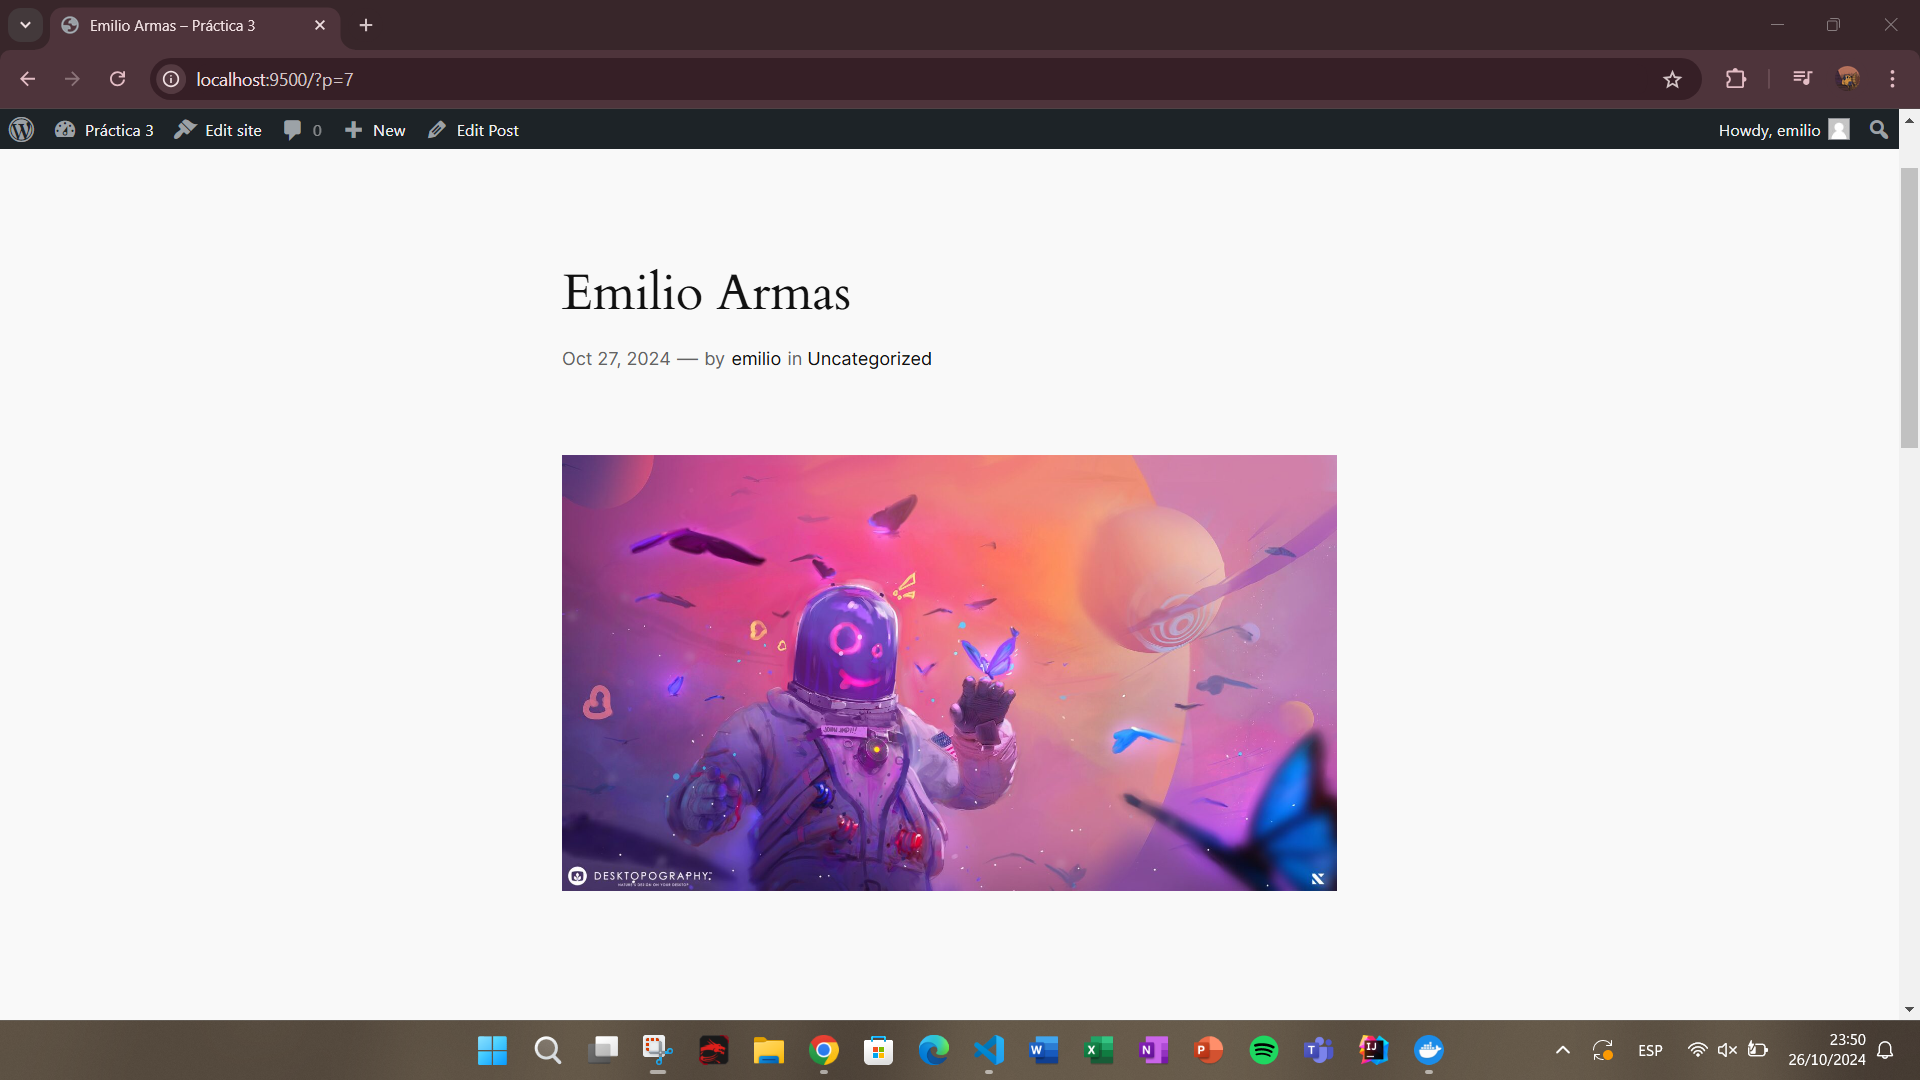 Emilio Armas – Práctica 3
localhost:9500/?p=7
Práctica 3
Edit site
0
New
Edit Post
Howdy, emilio
Emilio Armas
Oct 27, 2024 — by emilio in Uncategorized
DESKTOPOGRAPHY
ESP
23:50
26/10/2024